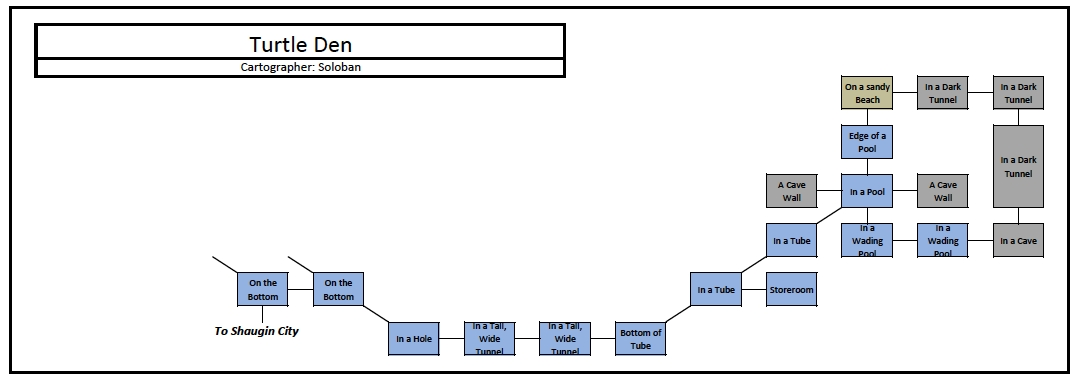 Turtle Den
Cartographer: Soloban
On a sandy
Beach
In a Dark
Tunnel
In a Dark
Tunnel
Edge of a
Pool
In a Dark
Tunnel
A Cave
Wall
In a Pool
A Cave
Wall
In a Tube
In a
Wading
Pool
In a
Wading
Pool
In a Cave
On the
Bottom
On the
Bottom
In a Tube
Storeroom
To Shaugin City
In a Hole
In a Tall,
Wide
Tunnel
In a Tall,
Wide
Tunnel
Bottom of
Tube